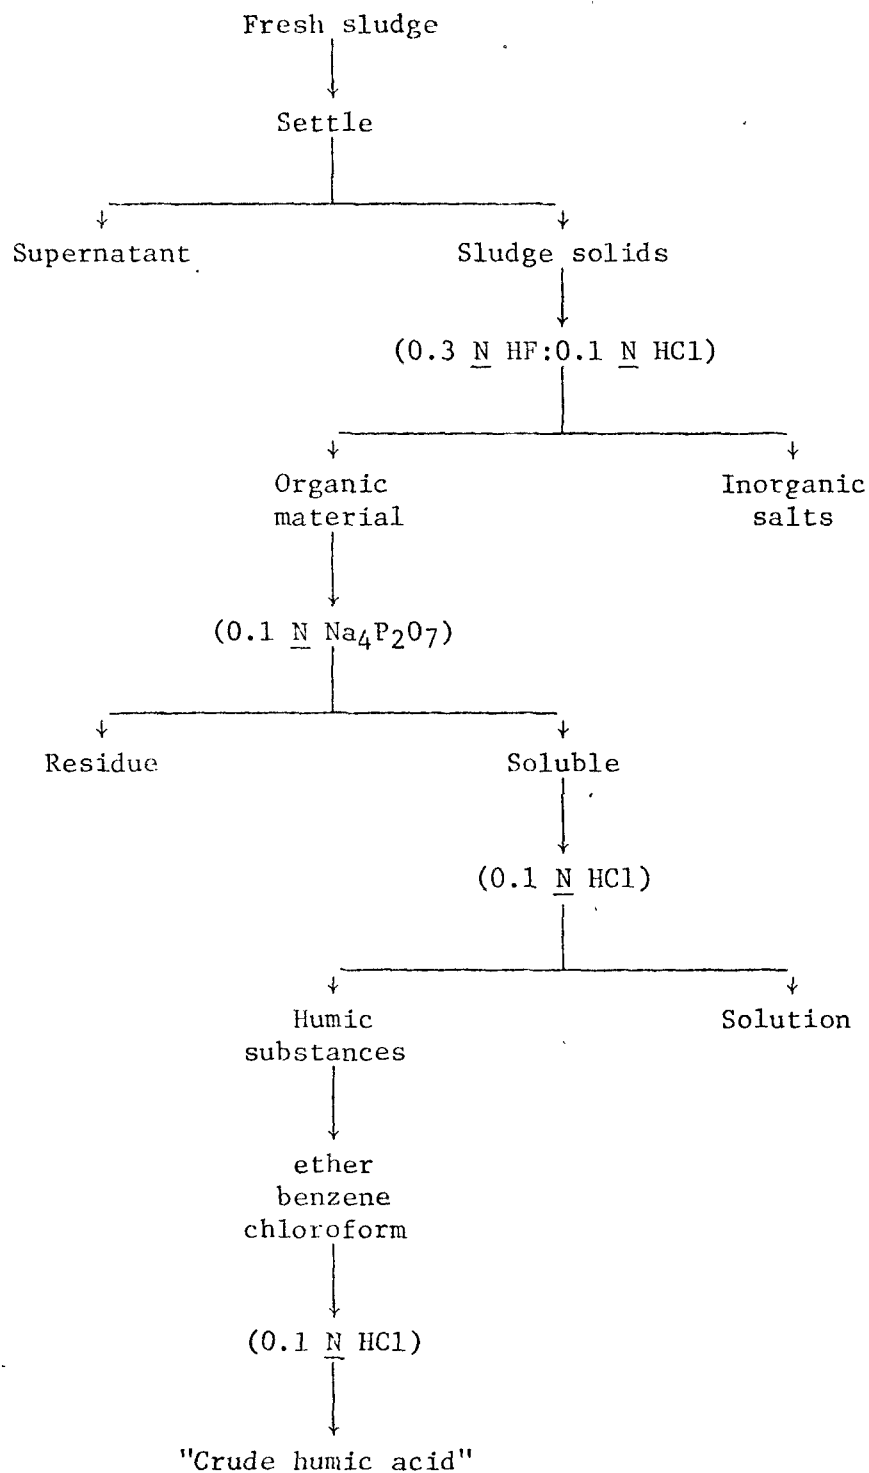 Fresh sludge
Settle
Supernatant
Sludge solids
(0.3 N HF:0.1 N HCl)
Organic
material
Inorganic
salts
(0.1 N Na4P2O7)
Residue
Soluble
(0.1 N HCl)
Humic
substances
Solution
ether
benzene
chloroform
(0.1 N HCl)
"Crude humic acid"